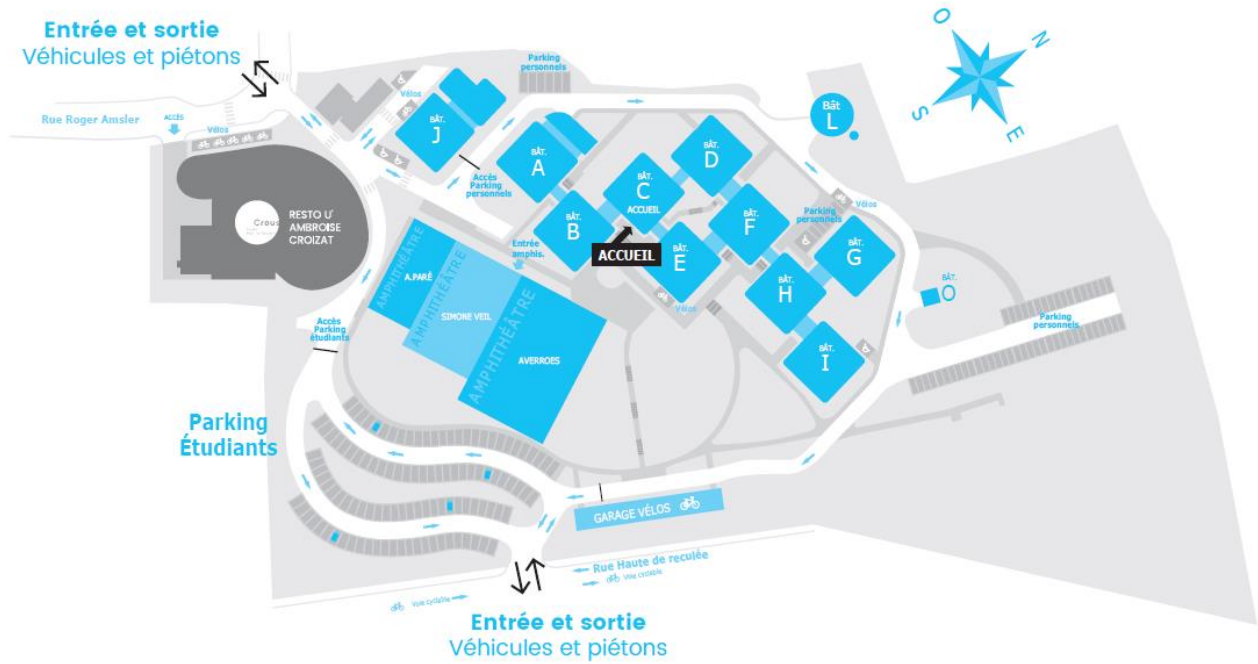 Entrée et sortie
Véhicules et piétons
Rue Roger Amsler
ACCÈS
Vélos
Vélos
Parking
personnels
BÂT.
J
BÂT.
A
Accès
Parking
personnels
BÂT.
B
BÂT.
C
ACCUEIL
ACCUEIL
BÂT.
D
BÂT.
E
Vélos
BÂT.
F
BÂT.
G
BÂT.
H
BÂT.
I
Parking
personnels
Vélos
Bât
L
O
N
S
E
BÂT.
O
Parking
personnels
Crous
RESTO U'
AMBROISE
CROIZAT
Entrée
amphis.
AMPHITHÉÂTRE
A.PARÉ
AMPHITHÉÂTRE
SIMONE VEIL
AMPHITHÉÂTRE
AVERROES
Accès
Parking
étudiants
Parking
Étudiants
GARAGE VÉLOS
Rue Haute de reculée
Voie cyclable
Voie cyclable
Entrée et sortie
Véhicules et piétons